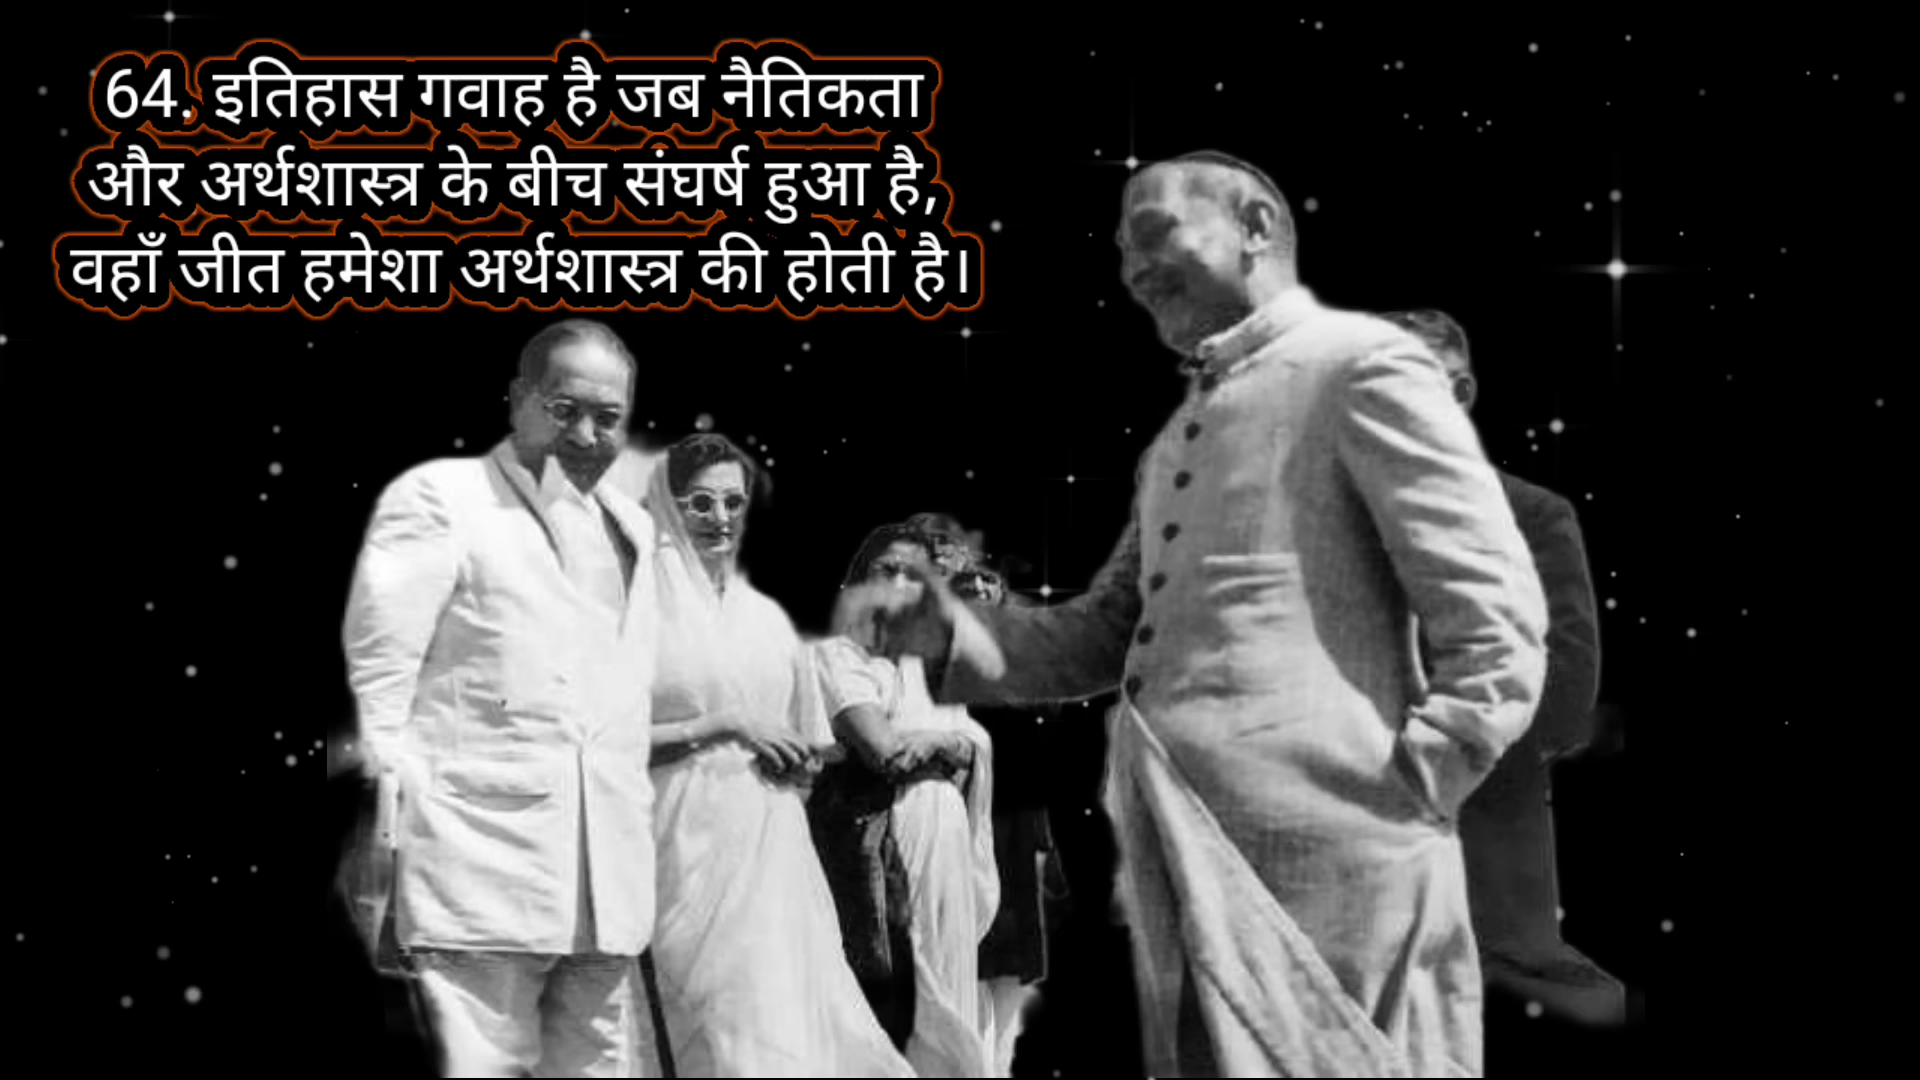 64. इतिहास गवाह है जब नैतिकता
और अर्थशास्त्र के बीच संघर्ष हुआ है,
वहाँ जीत हमेशा अर्थशास्त्र की होती है।